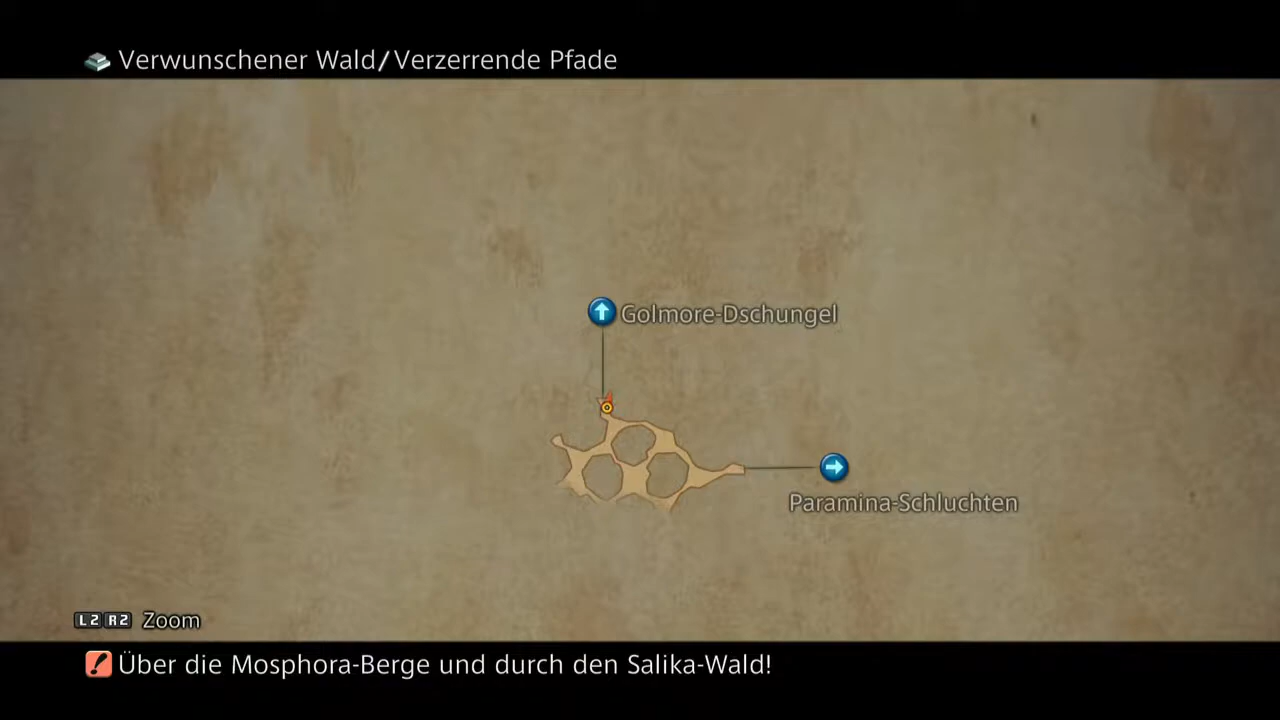 Verwunschener Wald/Verzerrende Pfade
Golmore-Dschungel
Paramina-Schluchten
L2 R2 Zoom
Über die Mosphora-Berge und durch den Salika-Wald!